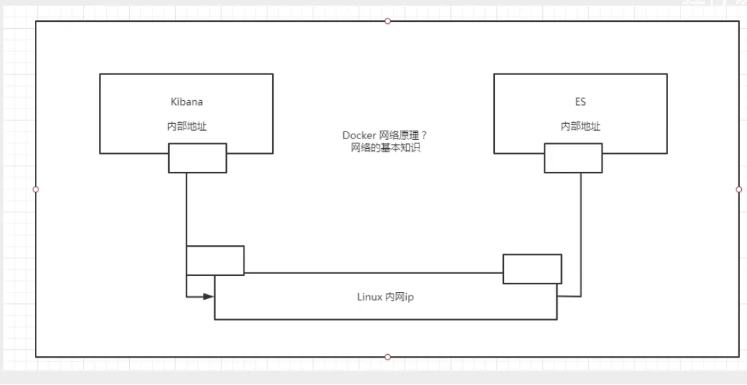 Kibana
内部地址
ES
内部地址
Docker 网络原理？
网络的基本知识
Linux 内网ip